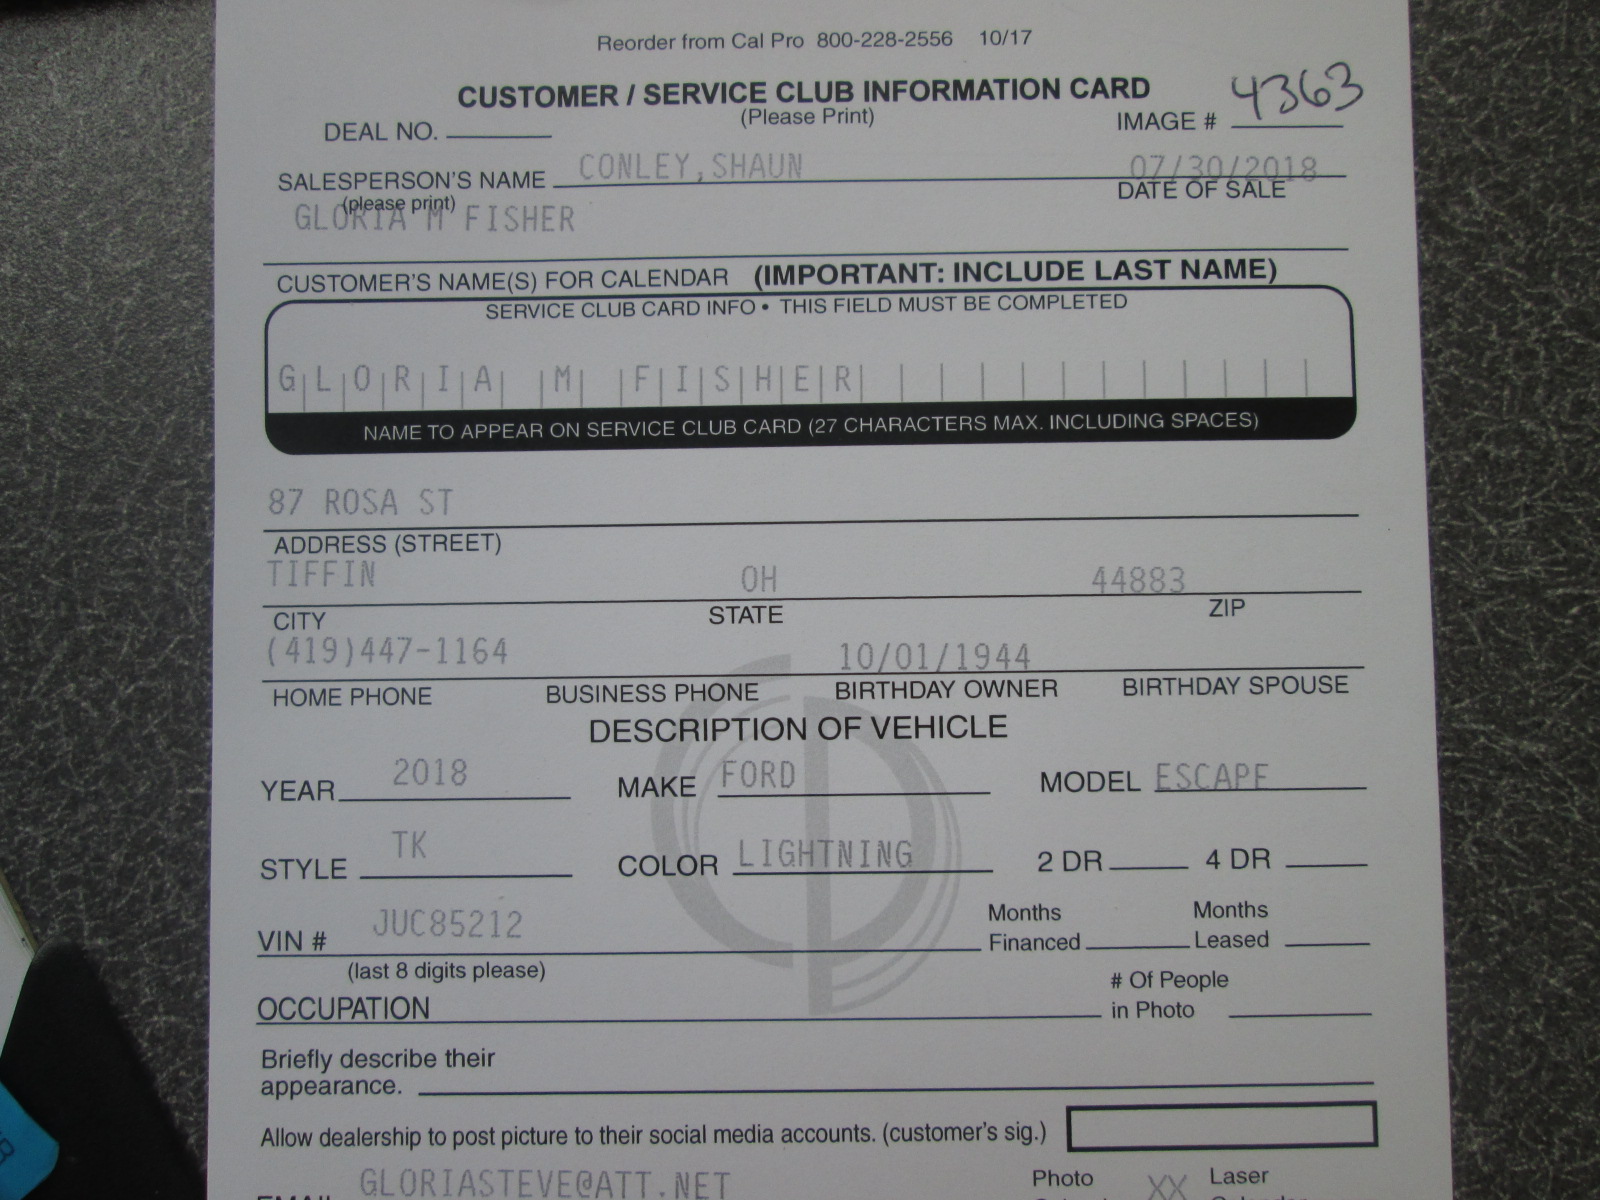 Reorder from Cal Pro 800-228-2556 10/17
CUSTOMER / SERVICE CLUB INFORMATION CARD
(Please Print)
DEAL NO.
IMAGE # 4363
SALESPERSON'S NAME CONLEY,SHAUN 07/30/2018
(please print) DATE OF SALE
GLORIA M FISHER
CUSTOMER'S NAME(S) FOR CALENDAR (IMPORTANT: INCLUDE LAST NAME)
SERVICE CLUB CARD INFO • THIS FIELD MUST BE COMPLETED
GLORIA M FISHER
NAME TO APPEAR ON SERVICE CLUB CARD (27 CHARACTERS MAX. INCLUDING SPACES)
87 ROSA ST
ADDRESS (STREET)
TIFFIN OH 44883
CITY STATE ZIP
(419)447-1164 10/01/1944
HOME PHONE BUSINESS PHONE BIRTHDAY OWNER BIRTHDAY SPOUSE
DESCRIPTION OF VEHICLE
YEAR 2018 MAKE FORD MODEL ESCAPE
STYLE TK COLOR LIGHTNING 2 DR 4 DR
VIN # JUC85212 Months Financed Months Leased
(last 8 digits please)
OCCUPATION # Of People in Photo
Briefly describe their
appearance.
Allow dealership to post picture to their social media accounts. (customer's sig.)
EMAIL GLORIASTEVE@ATT.NET Photo XX Laser